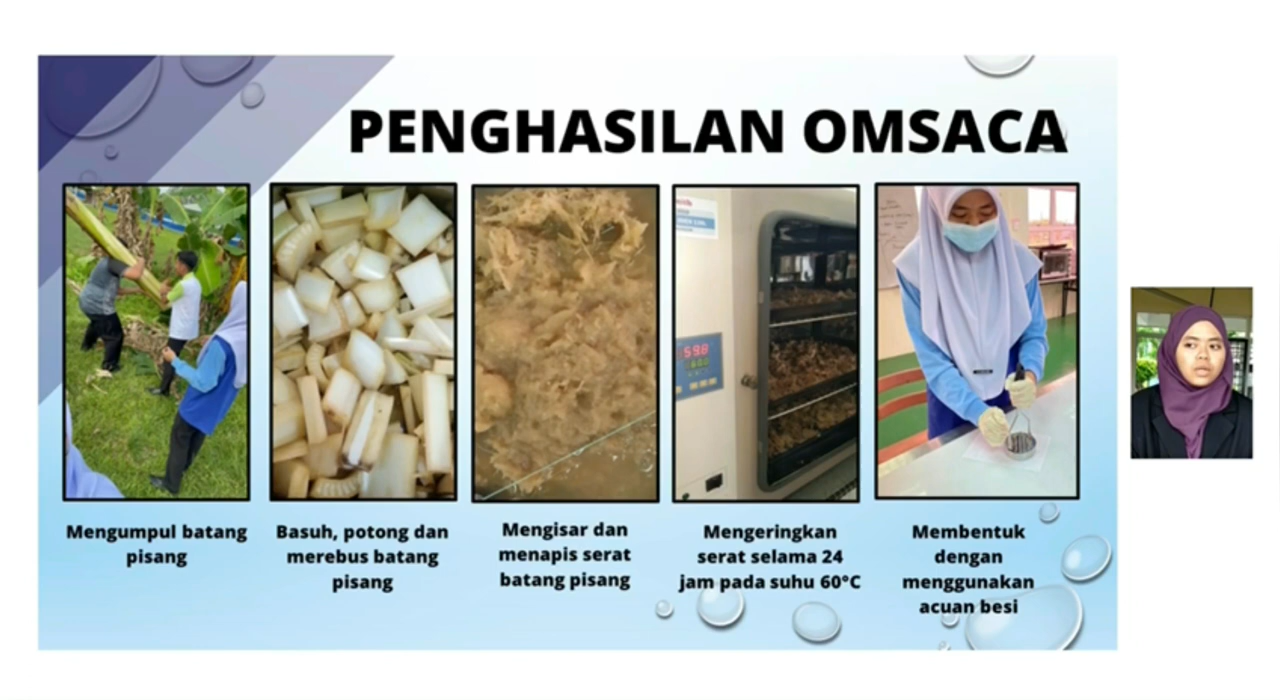 PENGHASILAN OMSACA
Mengumpul batang
pisang
Basuh, potong dan
merebus batang
pisang
Mengisar dan
menapis serat
batang pisang
Mengeringkan
serat selama 24
jam pada suhu 60°C
Membentuk
dengan
menggunakan
acuan besi